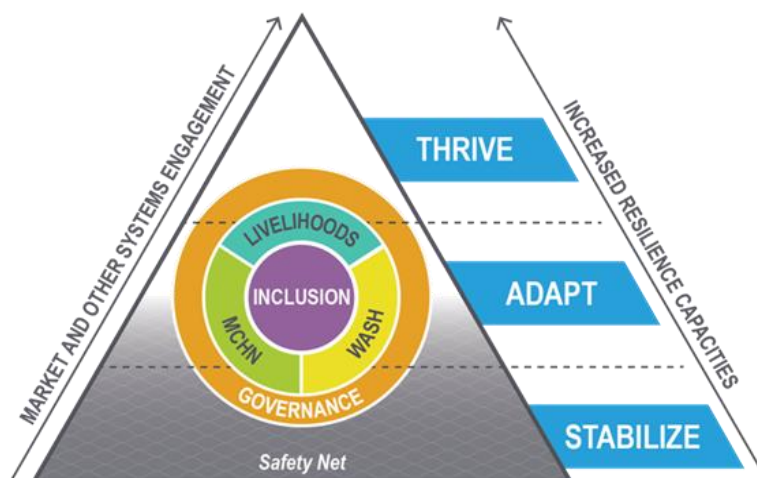 MARKET AND OTHER SYSTEMS ENGAGEMENT
INCREASED RESILIENCE CAPACITIES
THRIVE
LIVELIHOODS
INCLUSION
ADAPT
MCHN
WASH
GOVERNANCE
STABILIZE
Safety Net